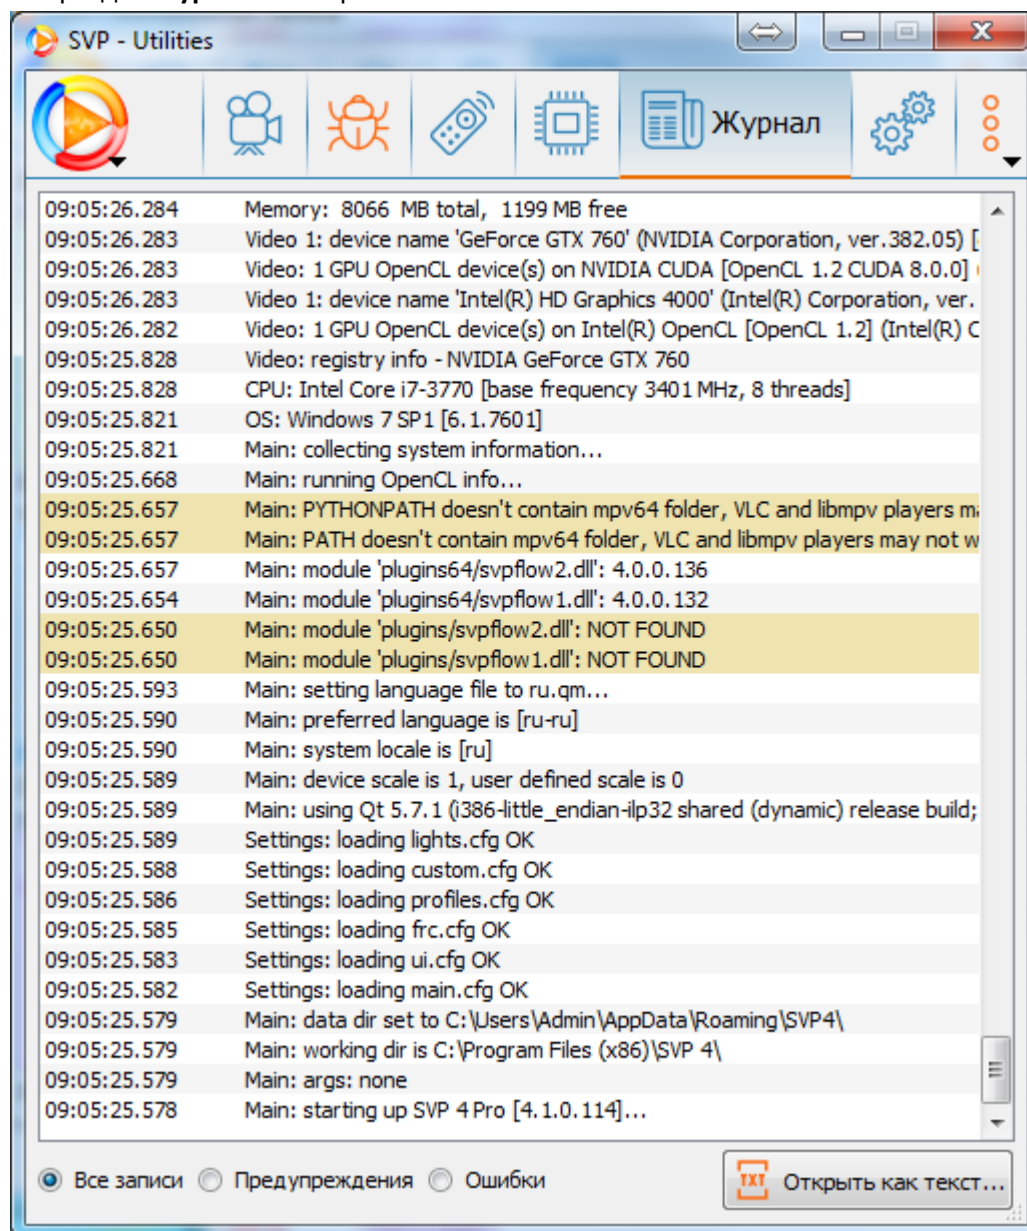 SVP - Utilities
Журнал
09:05:26.284 Memory: 8066 MB total, 1199 MB free
09:05:26.283 Video 1: device name 'GeForce GTX 760' (NVIDIA Corporation, ver.382.05) [
09:05:26.283 Video: 1 GPU OpenCL device(s) on NVIDIA CUDA [OpenCL 1.2 CUDA 8.0.0]
09:05:26.283 Video 1: device name 'Intel(R) HD Graphics 4000' (Intel(R) Corporation, ver.
09:05:26.282 Video: 1 GPU OpenCL device(s) on Intel(R) OpenCL [OpenCL 1.2] (Intel(R) C
09:05:25.828 Video: registry info - NVIDIA GeForce GTX 760
09:05:25.828 CPU: Intel Core i7-3770 [base frequency 3401 MHz, 8 threads]
09:05:25.821 OS: Windows 7 SP1 [6.1.7601]
09:05:25.821 Main: collecting system information...
09:05:25.668 Main: running OpenCL info...
09:05:25.657 Main: PYTHONPATH doesn't contain mpv64 folder, VLC and libmpv players ma
09:05:25.657 Main: PATH doesn't contain mpv64 folder, VLC and libmpv players may not w
09:05:25.657 Main: module 'plugins64/svpflow2.dll': 4.0.0.136
09:05:25.654 Main: module 'plugins64/svpflow1.dll': 4.0.0.132
09:05:25.650 Main: module 'plugins/svpflow2.dll': NOT FOUND
09:05:25.650 Main: module 'plugins/svpflow1.dll': NOT FOUND
09:05:25.593 Main: setting language file to ru.qm...
09:05:25.590 Main: preferred language is [ru-ru]
09:05:25.590 Main: system locale is [ru]
09:05:25.589 Main: device scale is 1, user defined scale is 0
09:05:25.589 Main: using Qt 5.7.1 (i386-little_endian-ilp32 shared (dynamic) release build;
09:05:25.589 Settings: loading lights.cfg OK
09:05:25.588 Settings: loading custom.cfg OK
09:05:25.586 Settings: loading profiles.cfg OK
09:05:25.585 Settings: loading frc.cfg OK
09:05:25.583 Settings: loading ui.cfg OK
09:05:25.582 Settings: loading main.cfg OK
09:05:25.579 Main: data dir set to C:\Users\Admin\AppData\Roaming\SVP4\
09:05:25.579 Main: working dir is C:\Program Files (x86)\SVP 4\
09:05:25.579 Main: args: none
09:05:25.578 Main: starting up SVP 4 Pro [4.1.0.114]...
Все записи Предупреждения Ошибки TXT Открыть как текст...